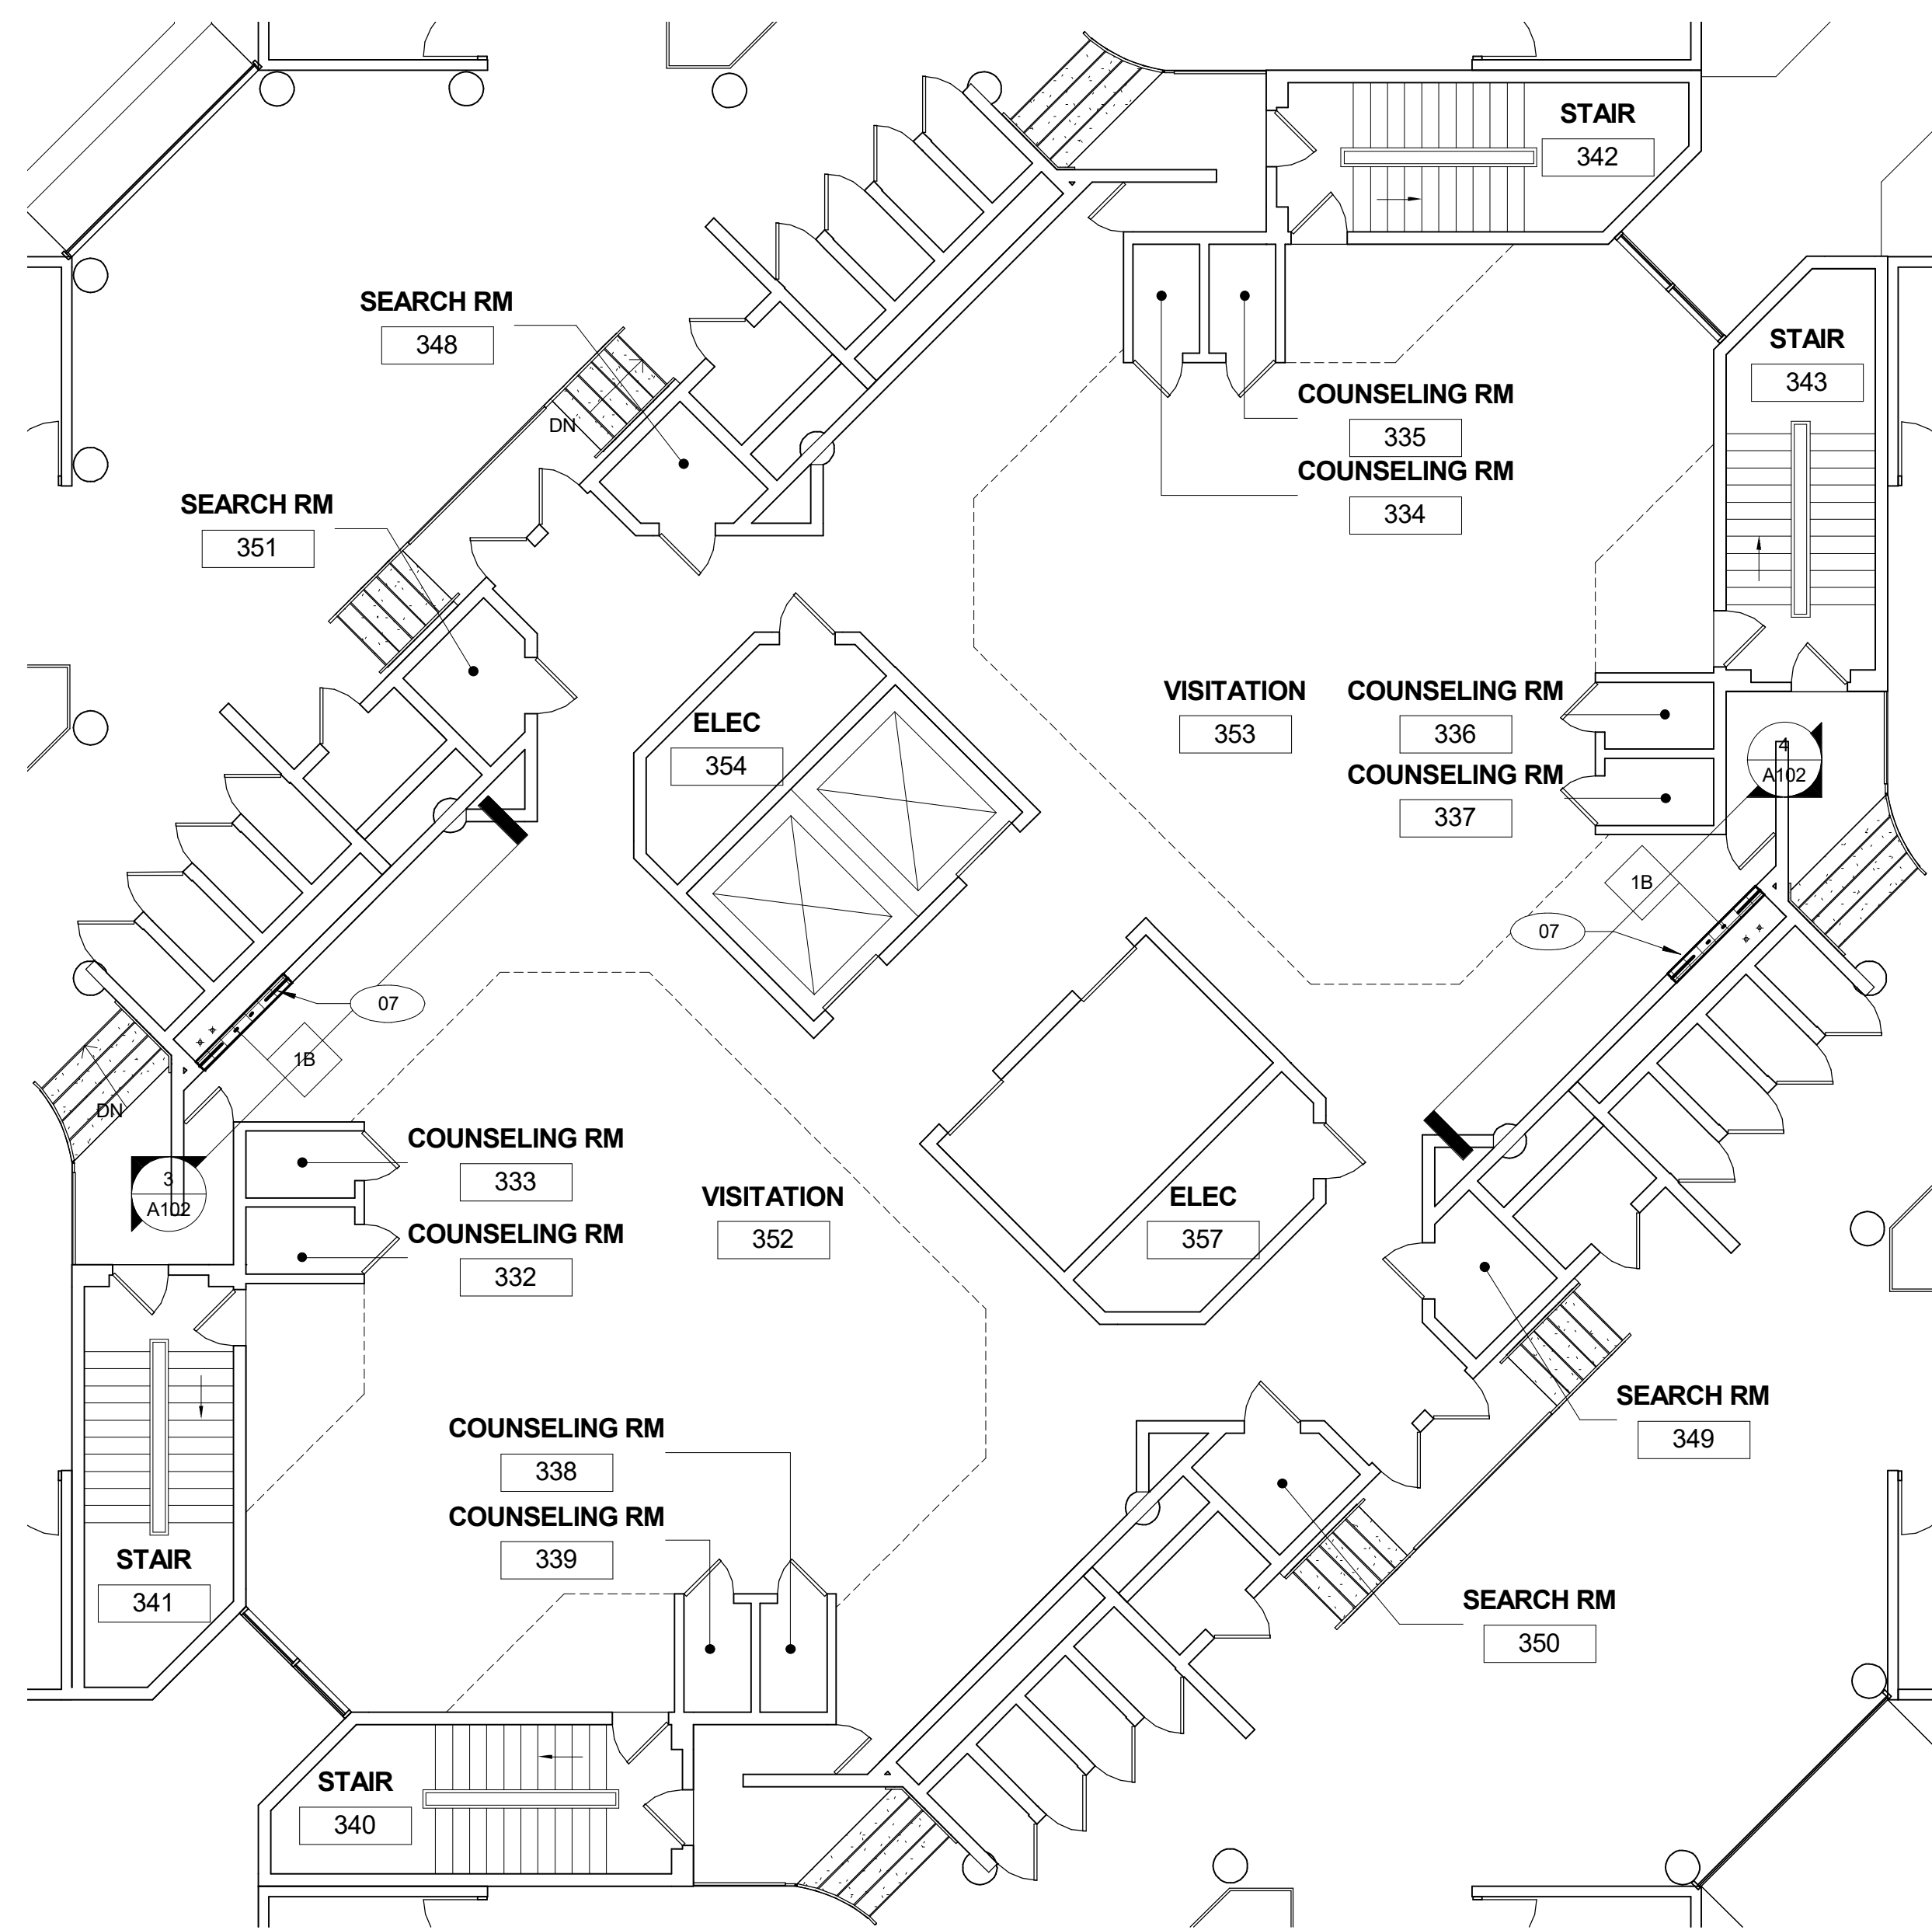 STAIR
342
SEARCH RM
348
STAIR
343
COUNSELING RM
335
DN
COUNSELING RM
334
SEARCH RM
351
VISITATION
353
COUNSELING RM
336
ELEC
354
4
A102
COUNSELING RM
337
1B
07
07
1B
DN
COUNSELING RM
333
3
A102
VISITATION
352
ELEC
357
COUNSELING RM
332
SEARCH RM
349
COUNSELING RM
338
COUNSELING RM
339
STAIR
341
SEARCH RM
350
STAIR
340